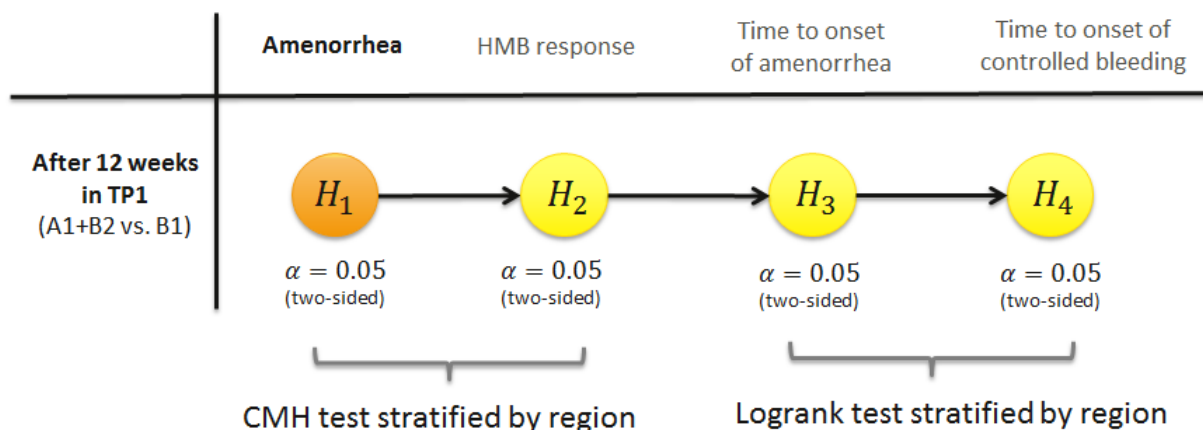 Amenorrhea
HMB response
Time to onset
of amenorrhea
Time to onset of
controlled bleeding
After 12 weeks
in TP1
(A1+B2 vs. B1)
H₁
H₂
H₃
H₄
α = 0.05
(two-sided)
α = 0.05
(two-sided)
α = 0.05
(two-sided)
α = 0.05
(two-sided)
CMH test stratified by region
Logrank test stratified by region